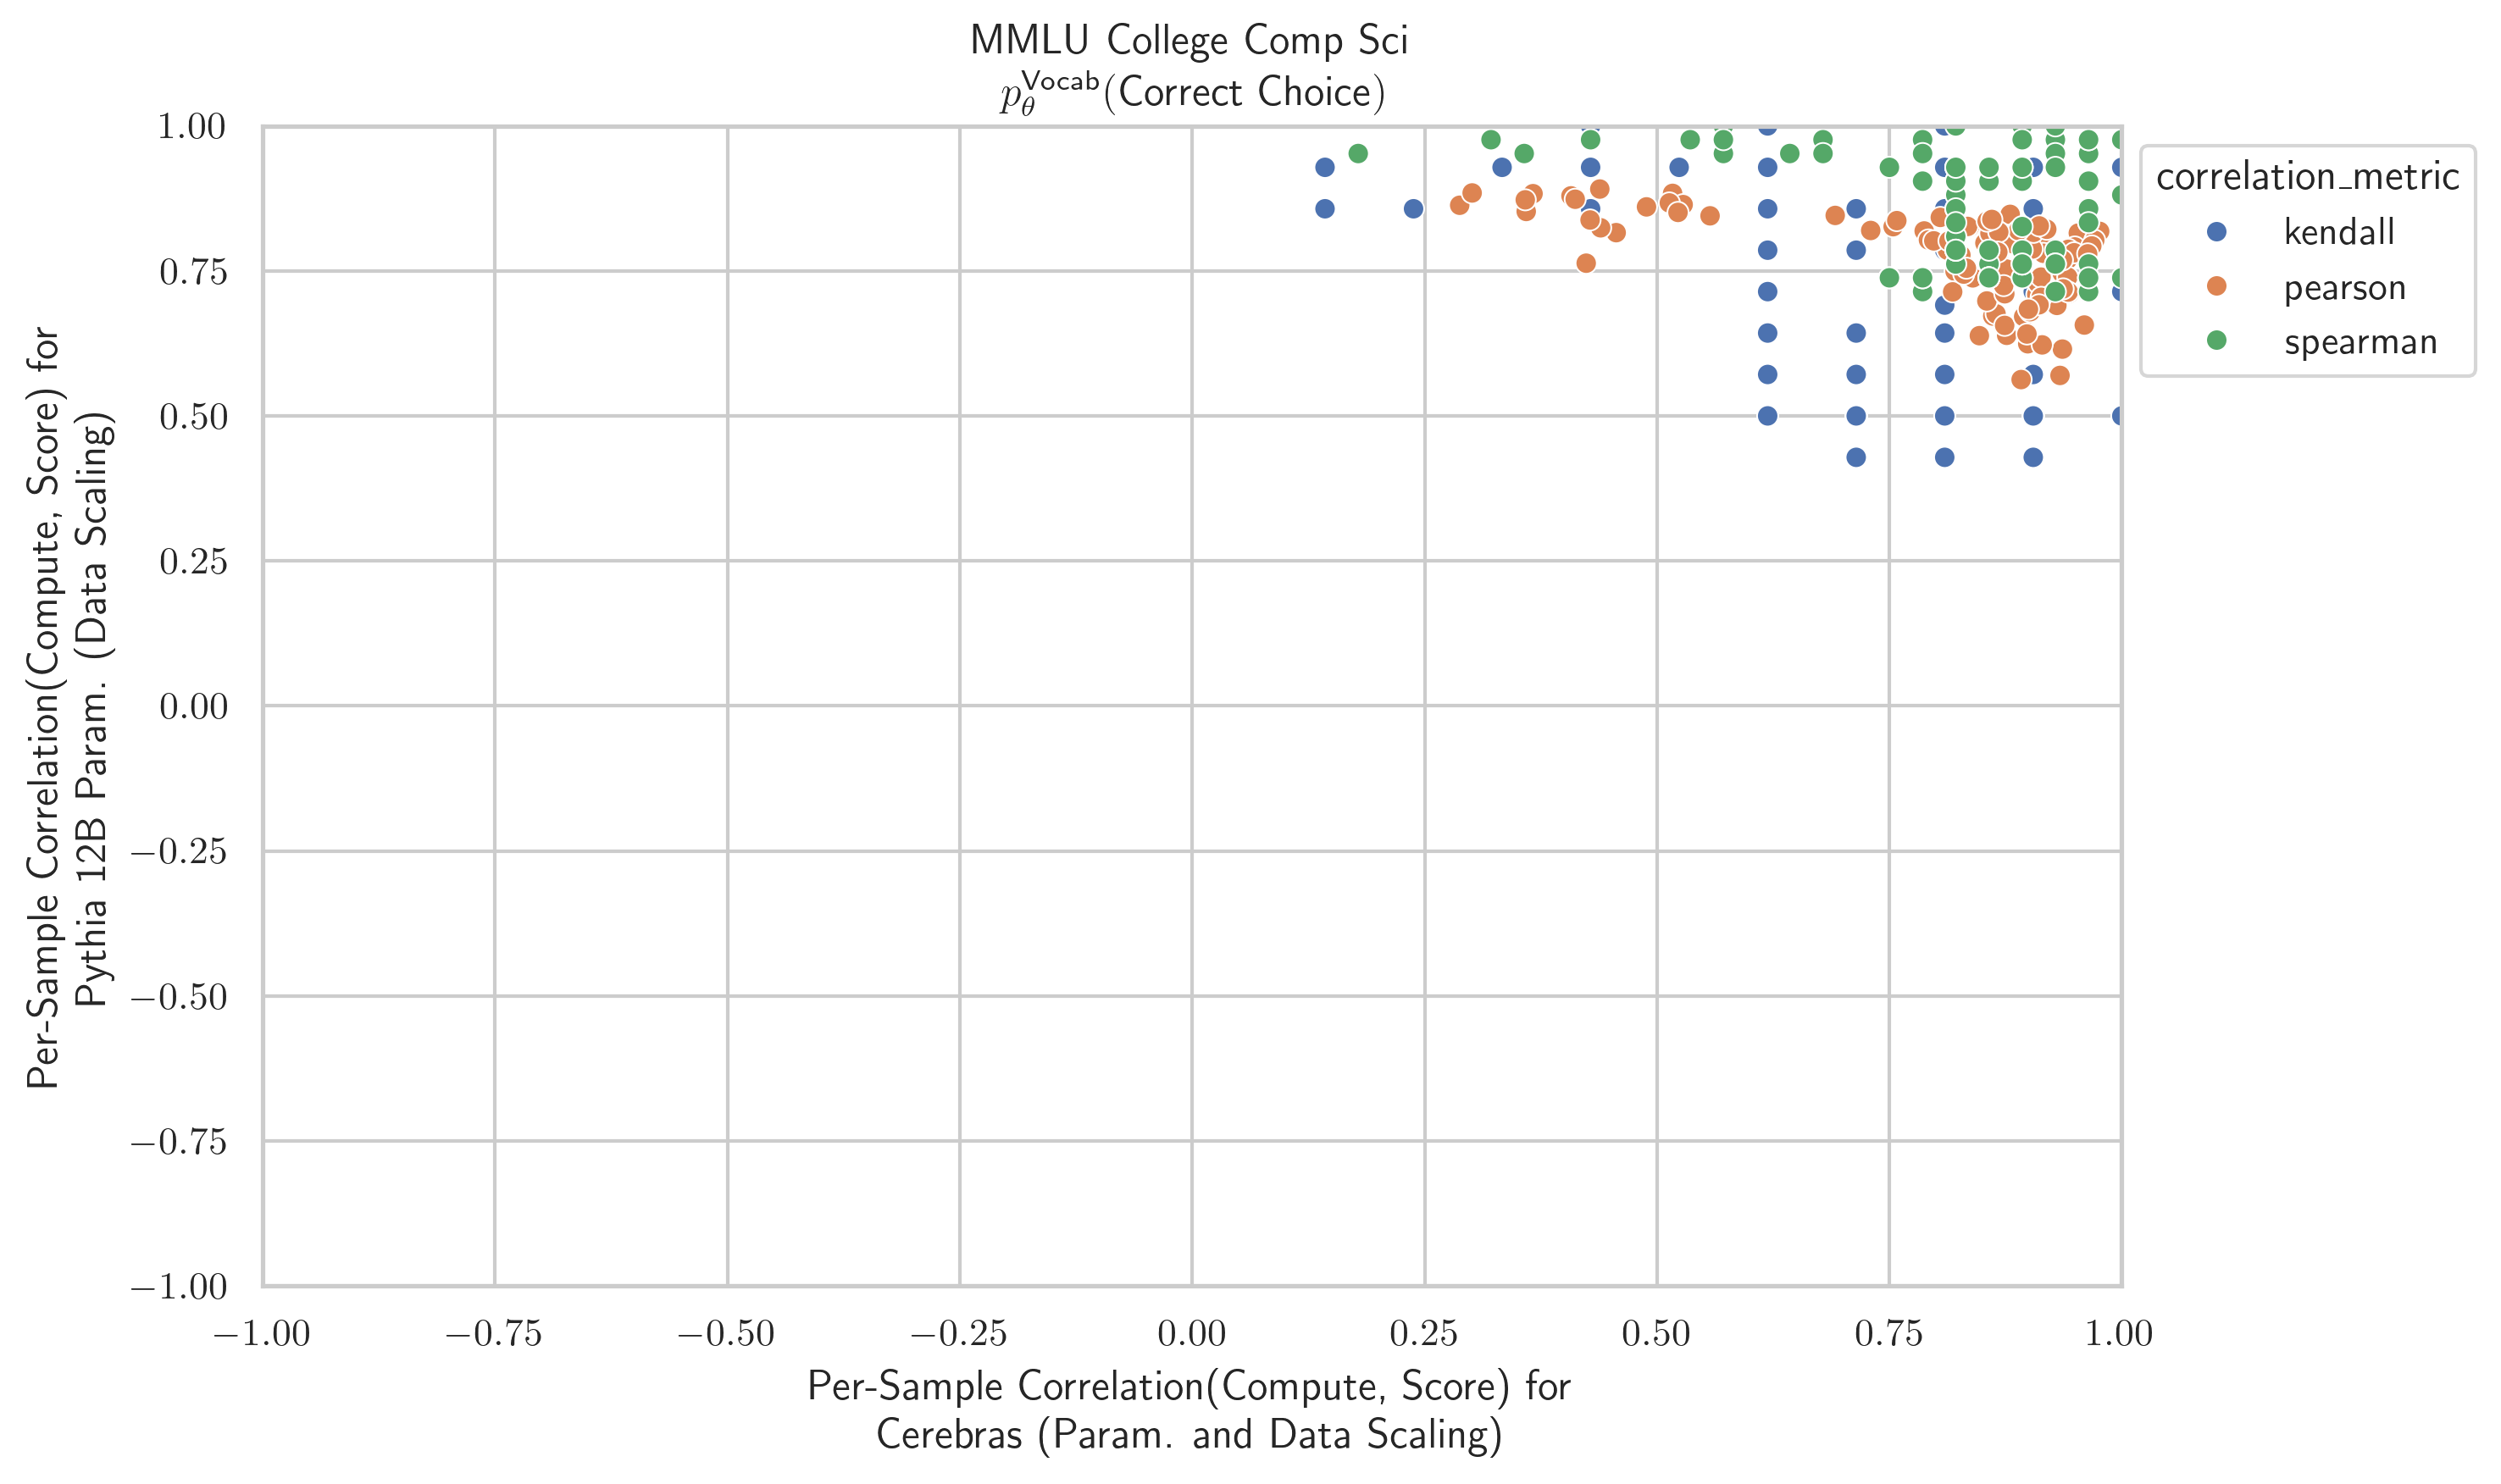 MMLU College Comp Sci
p_θ^Vocab(Correct Choice)
1.00
0.75
0.50
0.25
0.00
−0.25
−0.50
−0.75
−1.00
Per-Sample Correlation(Compute, Score) for
Pythia 12B Param. (Data Scaling)
correlation_metric
kendall
pearson
spearman
−1.00 −0.75 −0.50 −0.25 0.00 0.25 0.50 0.75 1.00
Per-Sample Correlation(Compute, Score) for
Cerebras (Param. and Data Scaling)